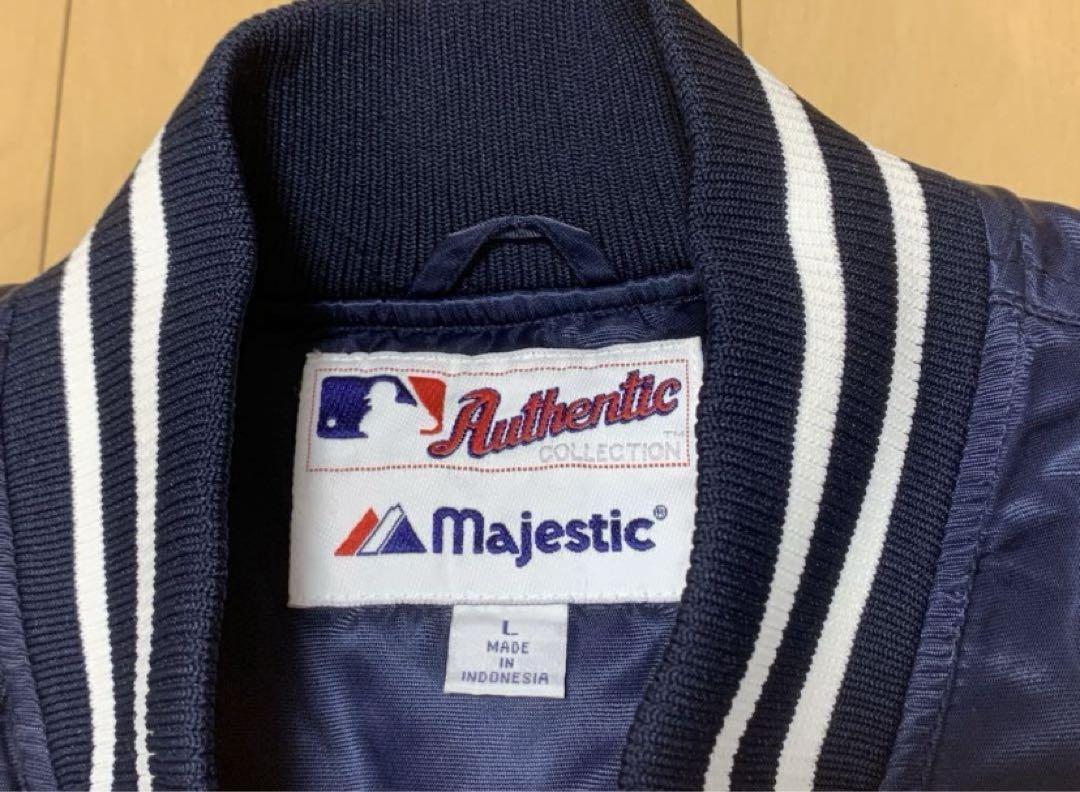 Authentic
COLLECTION™
Majestic®
L
MADE
IN
INDONESIA